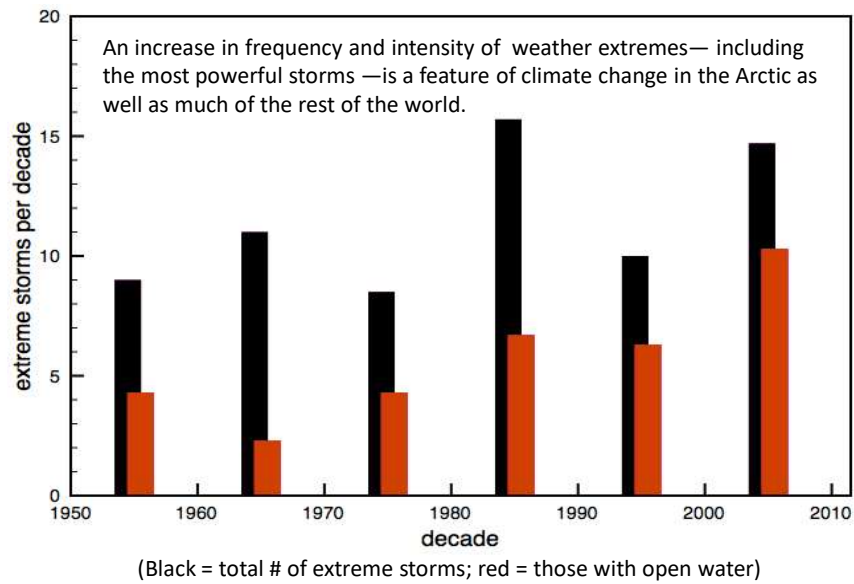 20
An increase in frequency and intensity of  weather extremes— including
the most powerful storms —is a feature of climate change in the Arctic as
well as much of the rest of the world.
15
10
5
0
extreme storms per decade
1950 1960 1970 1980 1990 2000 2010
decade
(Black = total # of extreme storms; red = those with open water)